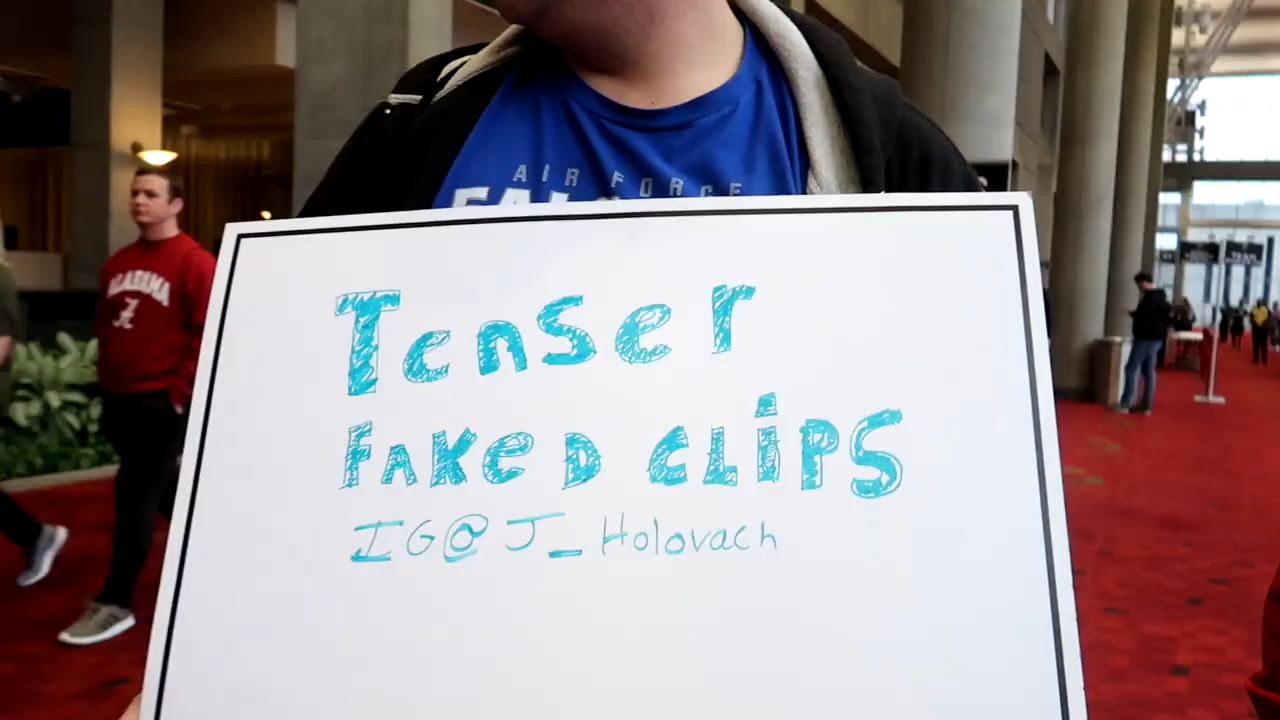 AIR FORCE
ALABAMA
A
Tenser
FAKeD CLiPS
IG@J_Holovach